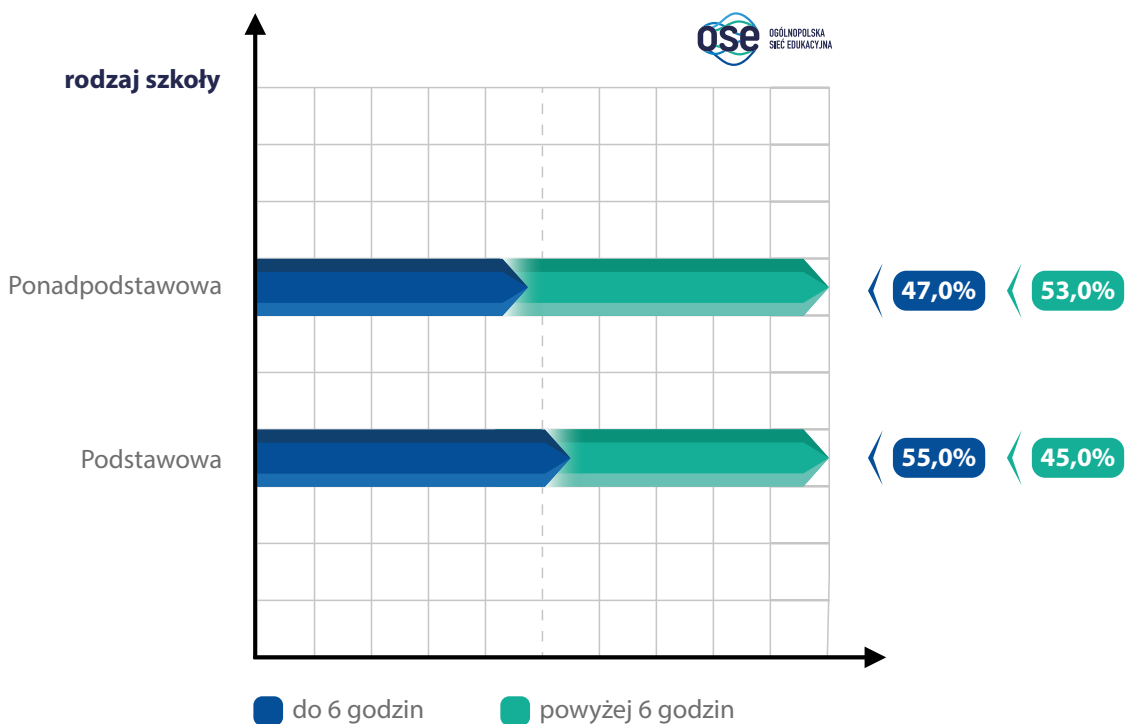 ose OGÓLNOPOLSKA
SIEĆ EDUKACYJNA
rodzaj szkoły
Ponadpodstawowa
47,0% 53,0%
Podstawowa
55,0% 45,0%
do 6 godzin powyżej 6 godzin